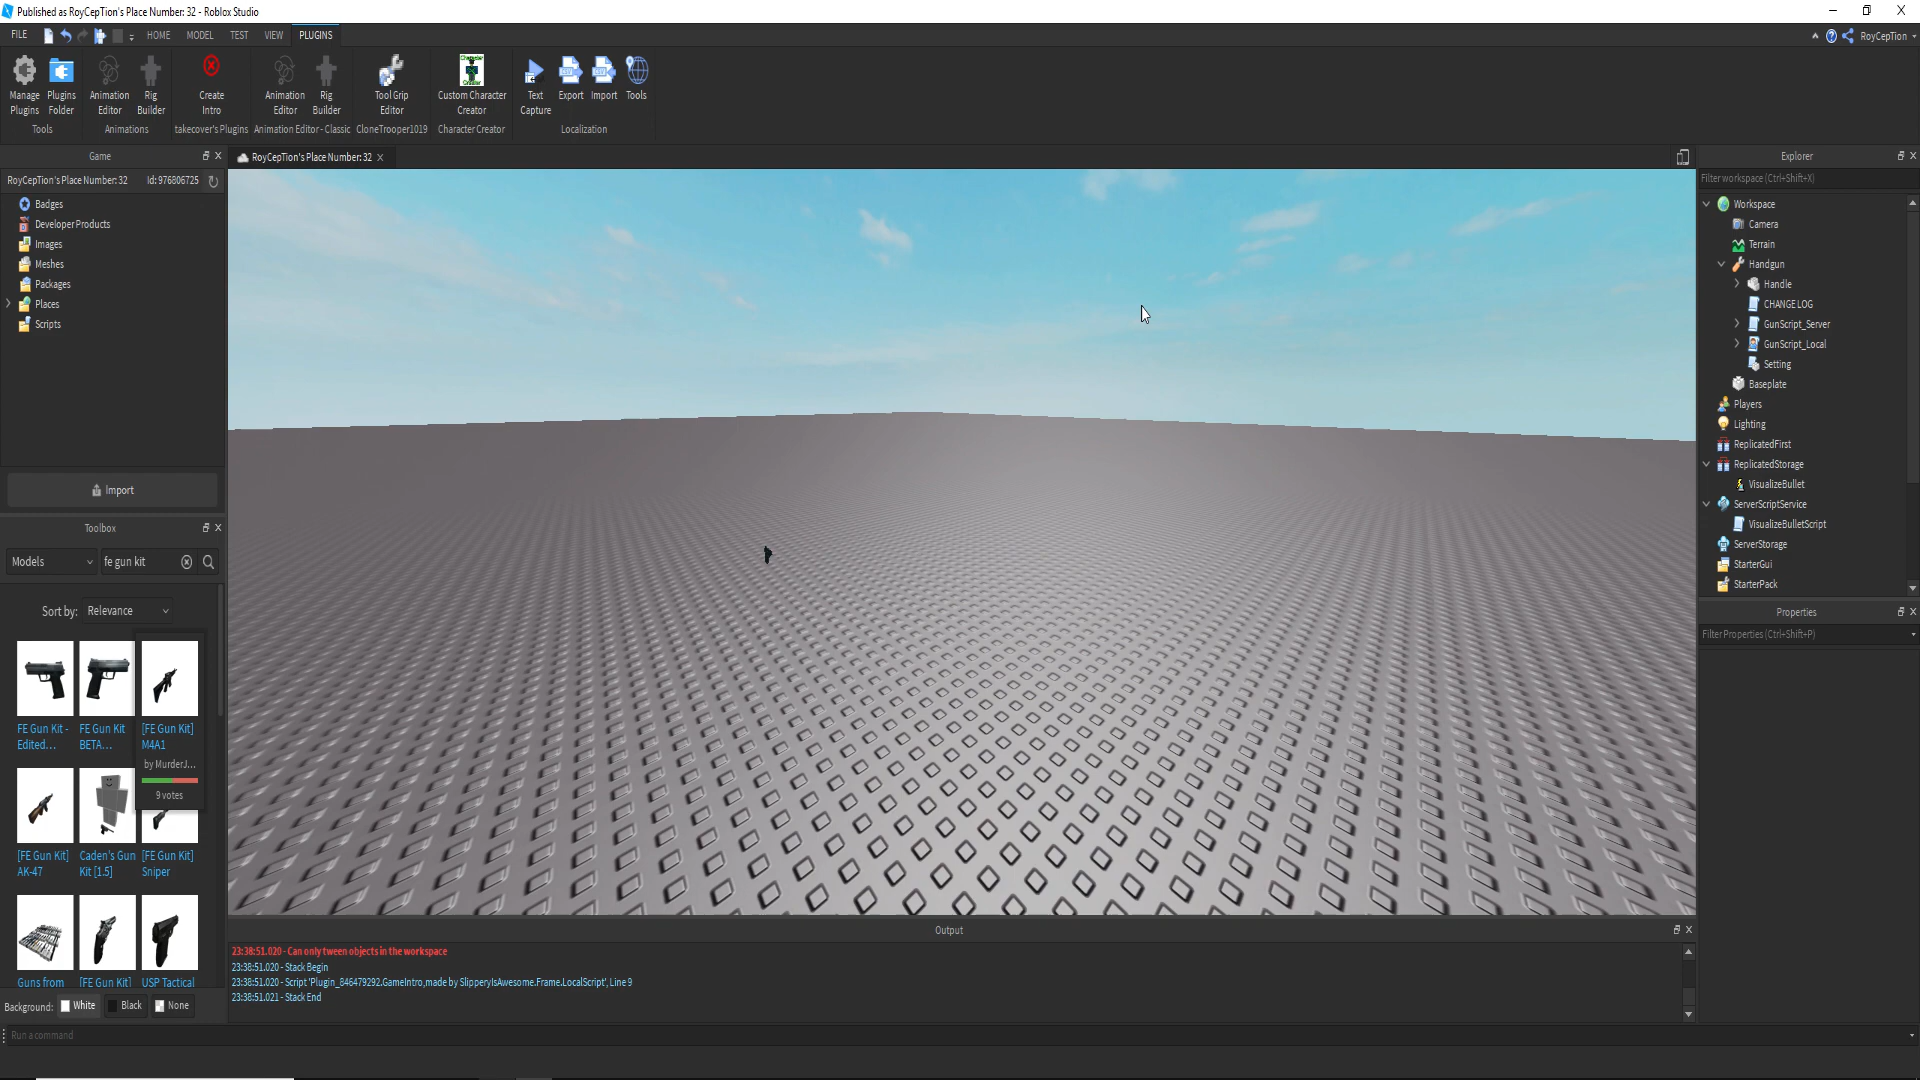 Published as RoyCepTion's Place Number: 32 - Roblox Studio
FILE HOME MODEL TEST VIEW PLUGINS RoyCepTion
Manage Plugins
Plugins Folder
Tools
Animation Editor
Rig Builder
Animations
Create Intro
takecover's Plugins
Animation Editor
Rig Builder
Animation Editor - Classic
Tool Grip Editor
CloneTrooper1019
Character Creator
Custom Character Creator
Character Creator
Text Capture
Export
Import
Tools
Localization
Game
RoyCepTion's Place Number: 32 Id: 976806725
Badges
Developer Products
Images
Meshes
Packages
Places
Scripts
Import
Toolbox
Models fe gun kit
Sort by: Relevance
FE Gun Kit - Edited...
FE Gun Kit BETA...
[FE Gun Kit] M4A1
by MurderJ...
9 votes
[FE Gun Kit] AK-47
Caden's Gun Kit [1.5]
[FE Gun Kit] Sniper
Guns from
[FE Gun Kit]
USP Tactical
Background: White Black None
RoyCepTion's Place Number: 32
Output
23:38:51.020 - Can only tween objects in the workspace
23:38:51.020 - Stack Begin
23:38:51.020 - Script 'Plugin_846479292.GameIntro,made by SlipperyIsAwesome.Frame.LocalScript', Line 9
23:38:51.021 - Stack End
Run a command
Explorer
Filter workspace (Ctrl+Shift+X)
Workspace
Camera
Terrain
Handgun
Handle
CHANGE LOG
GunScript_Server
GunScript_Local
Setting
Baseplate
Players
Lighting
ReplicatedFirst
ReplicatedStorage
VisualizeBullet
ServerScriptService
VisualizeBulletScript
ServerStorage
StarterGui
StarterPack
Properties
Filter Properties (Ctrl+Shift+P)